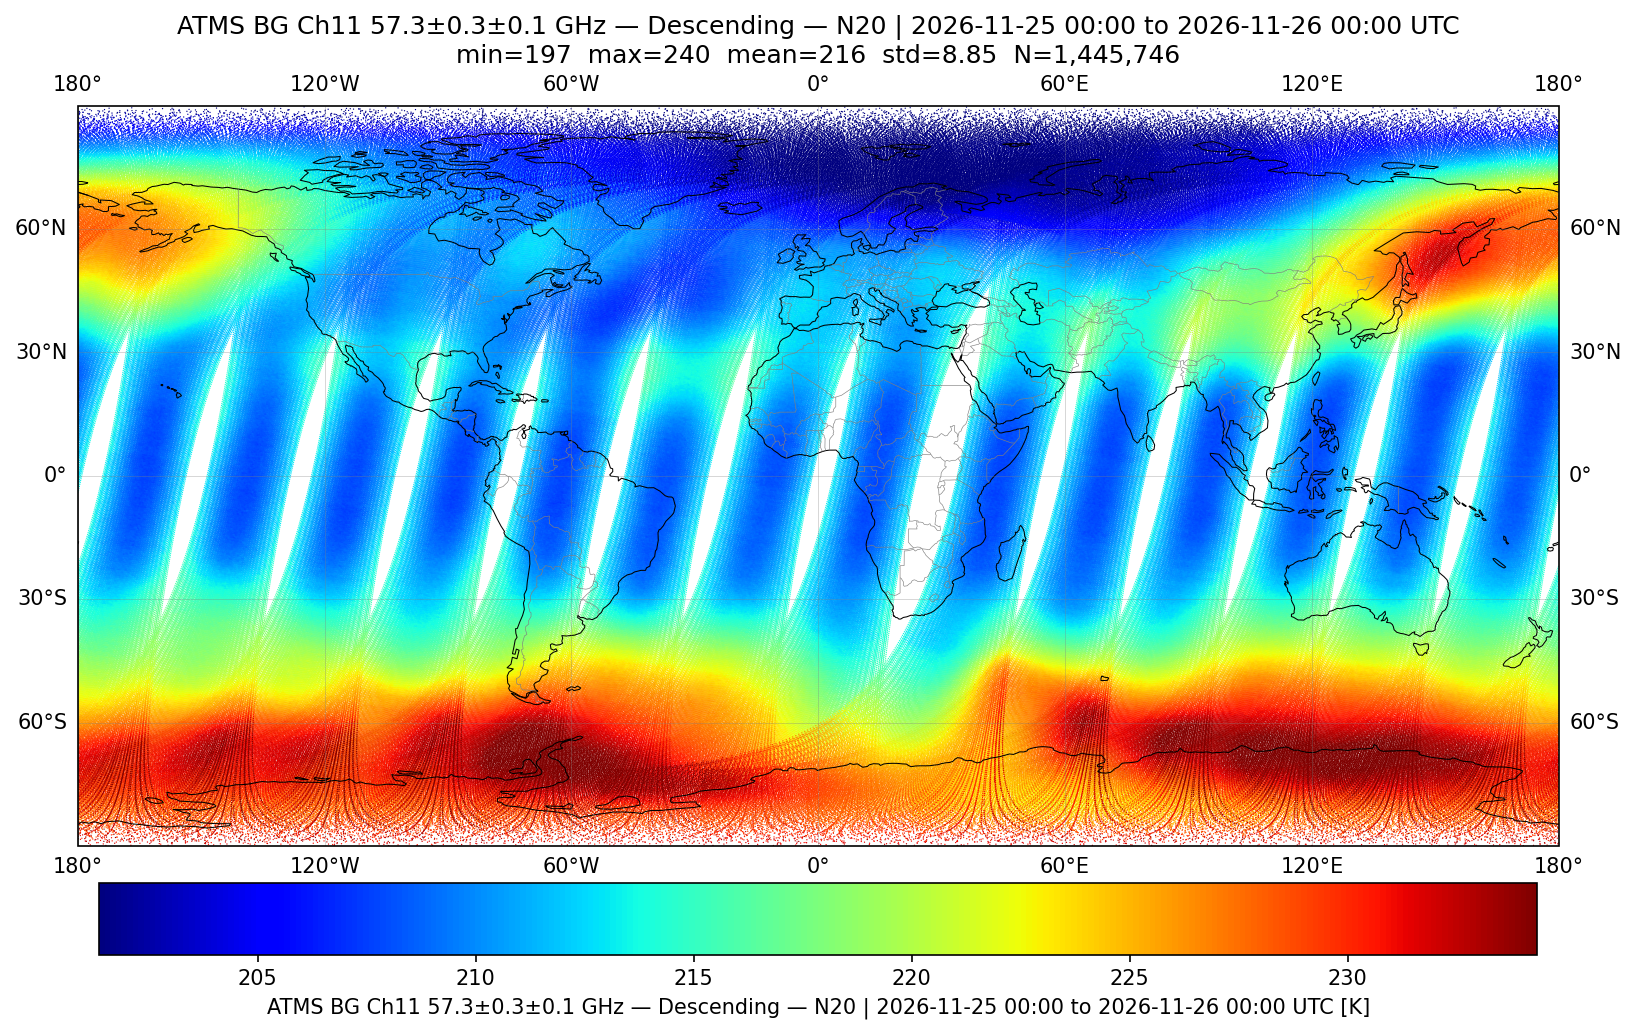 ATMS BG Ch11 57.3±0.3±0.1 GHz — Descending — N20 | 2026-11-25 00:00 to 2026-11-26 00:00 UTC
min=197 max=240 mean=216 std=8.85 N=1,445,746
180° 120°W 60°W 0° 60°E 120°E 180°
60°N 60°N
30°N 30°N
0° 0°
30°S 30°S
60°S 60°S
180° 120°W 60°W 0° 60°E 120°E 180°
205 210 215 220 225 230
ATMS BG Ch11 57.3±0.3±0.1 GHz — Descending — N20 | 2026-11-25 00:00 to 2026-11-26 00:00 UTC [K]